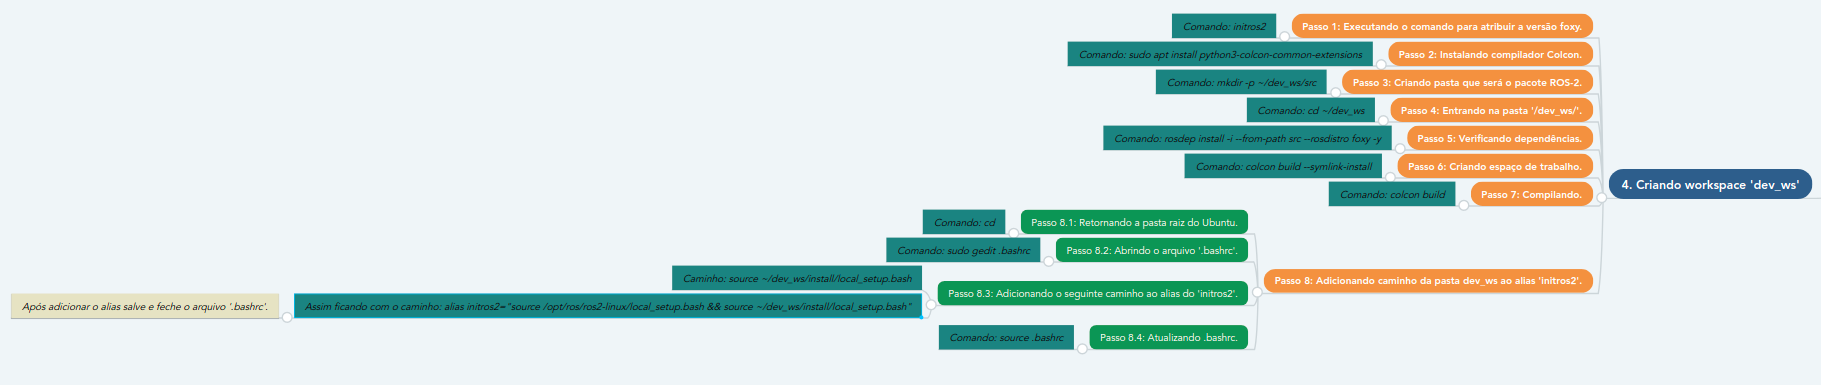 4. Criando workspace 'dev_ws'
Passo 1: Executando o comando para atribuir a versão foxy.
Comando: initros2
Passo 2: Instalando compilador Colcon.
Comando: sudo apt install python3-colcon-common-extensions
Passo 3: Criando pasta que será o pacote ROS-2.
Comando: mkdir -p ~/dev_ws/src
Passo 4: Entrando na pasta '/dev_ws/'.
Comando: cd ~/dev_ws
Passo 5: Verificando dependências.
Comando: rosdep install -i --from-path src --rosdistro foxy -y
Passo 6: Criando espaço de trabalho.
Comando: colcon build --symlink-install
Passo 7: Compilando.
Comando: colcon build
Passo 8: Adicionando caminho da pasta dev_ws ao alias 'initros2'.
Passo 8.1: Retornando a pasta raiz do Ubuntu.
Comando: cd
Passo 8.2: Abrindo o arquivo '.bashrc'.
Comando: sudo gedit .bashrc
Passo 8.3: Adicionando o seguinte caminho ao alias do 'initros2'.
Caminho: source ~/dev_ws/install/local_setup.bash
Assim ficando com o caminho: alias initros2="source /opt/ros/ros2-linux/local_setup.bash && source ~/dev_ws/install/local_setup.bash"
Após adicionar o alias salve e feche o arquivo '.bashrc'.
Passo 8.4: Atualizando .bashrc.
Comando: source .bashrc